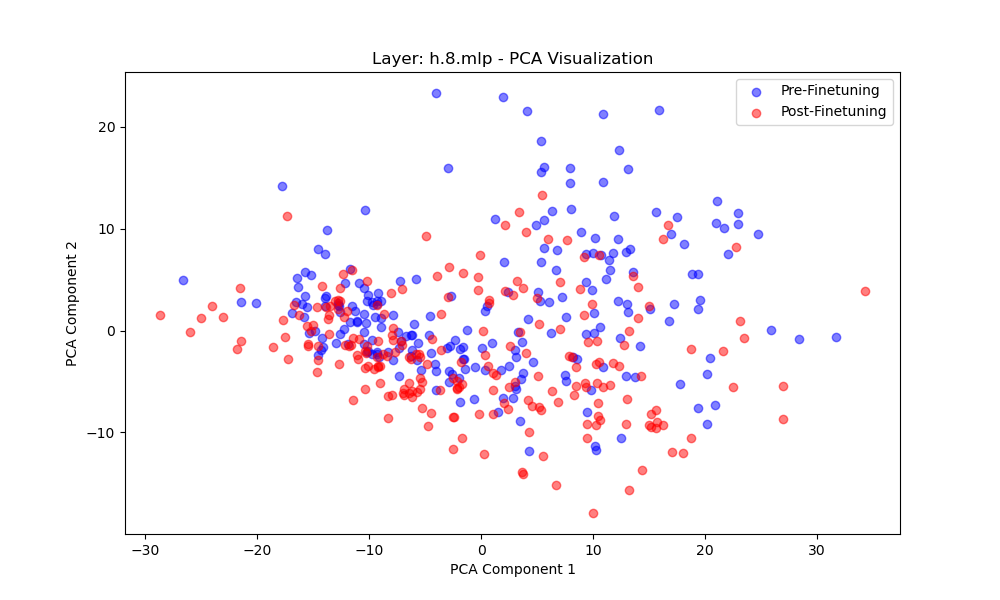 Layer: h.8.mlp - PCA Visualization
Pre-Finetuning
Post-Finetuning
20
10
0
−10
PCA Component 2
−30
−20
−10
0
10
20
30
PCA Component 1